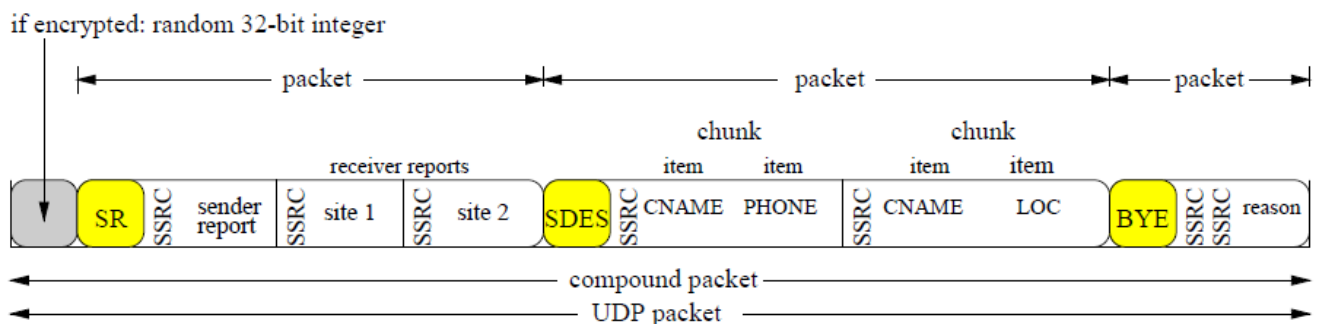 if encrypted: random 32-bit integer
packet packet packet
chunk chunk
receiver reports item item item item
SR SSRC sender report SSRC site 1 SSRC site 2 SDES SSRC CNAME PHONE SSRC CNAME LOC BYE SSRC SSRC reason
compound packet
UDP packet